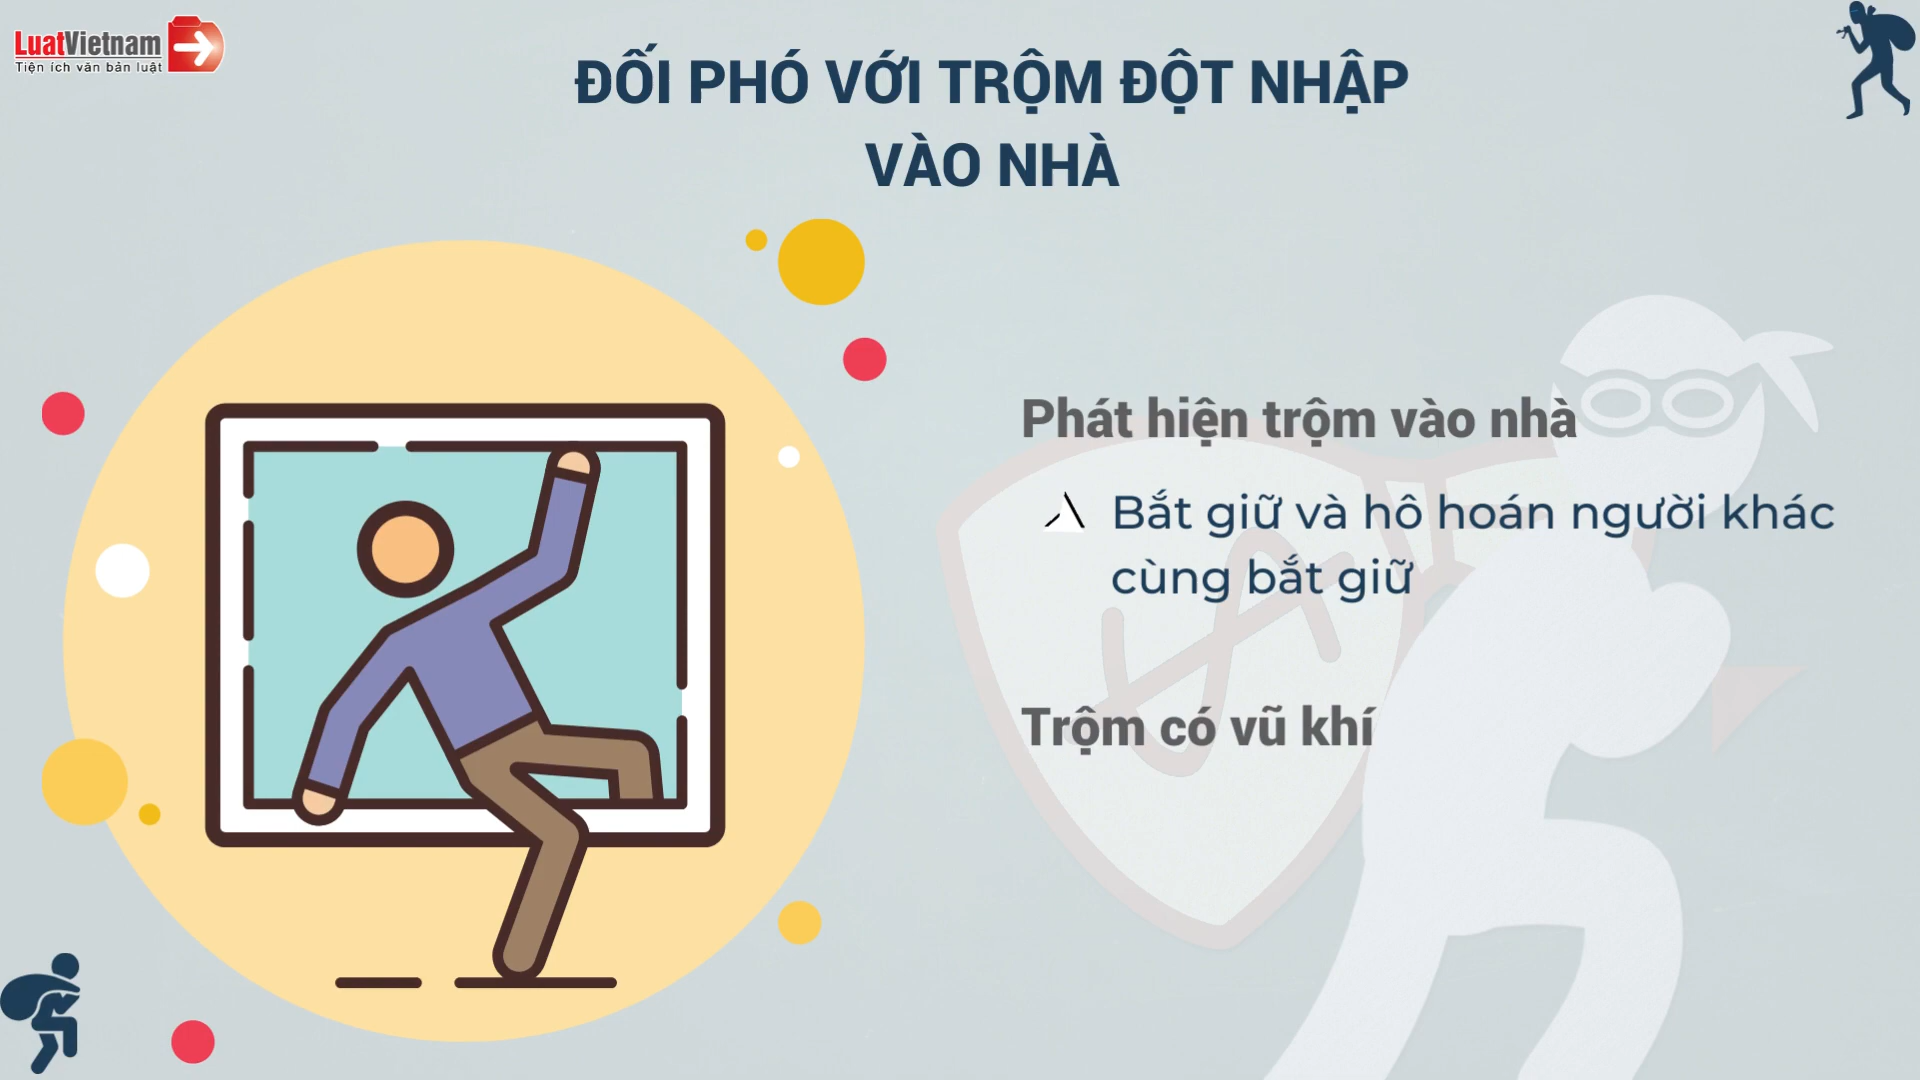 LuatVietnam
Tiện ích văn bản luật
ĐỐI PHÓ VỚI TRỘM ĐỘT NHẬP
VÀO NHÀ
Phát hiện trộm vào nhà
Bắt giữ và hô hoán người khác
cùng bắt giữ
Trộm có vũ khí